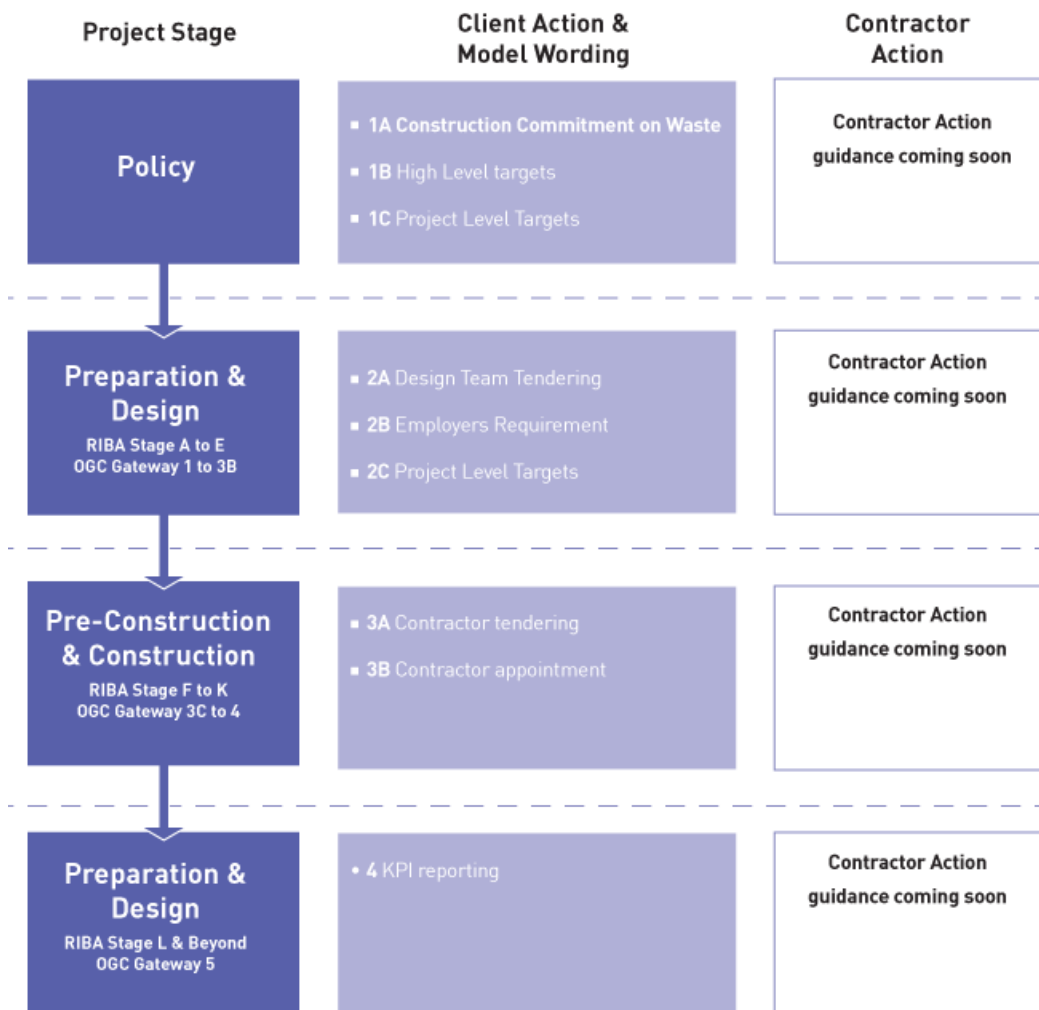 Project Stage
Client Action &
Model Wording
Contractor
Action
Policy
▪ 1A Construction Commitment on Waste
▪ 1B High Level targets
▪ 1C Project Level Targets
Contractor Action
guidance coming soon
Preparation &
Design
RIBA Stage A to E
OGC Gateway 1 to 3B
▪ 2A Design Team Tendering
▪ 2B Employers Requirement
▪ 2C Project Level Targets
Contractor Action
guidance coming soon
Pre-Construction
& Construction
RIBA Stage F to K
OGC Gateway 3C to 4
▪ 3A Contractor tendering
▪ 3B Contractor appointment
Contractor Action
guidance coming soon
Preparation &
Design
RIBA Stage L & Beyond
OGC Gateway 5
• 4 KPI reporting
Contractor Action
guidance coming soon